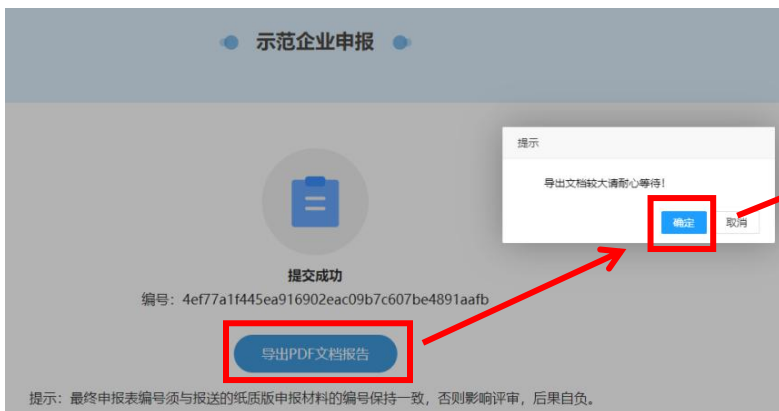 示范企业申报
提示
导出文档较大请耐心等待!
确定
取消
提交成功
编号：4ef77a1f445ea916902eac09b7c607be4891aafb
导出PDF文档报告
提示：最终申报表编号须与报送的纸质版申报材料的编号保持一致，否则影响评审，后果自负。